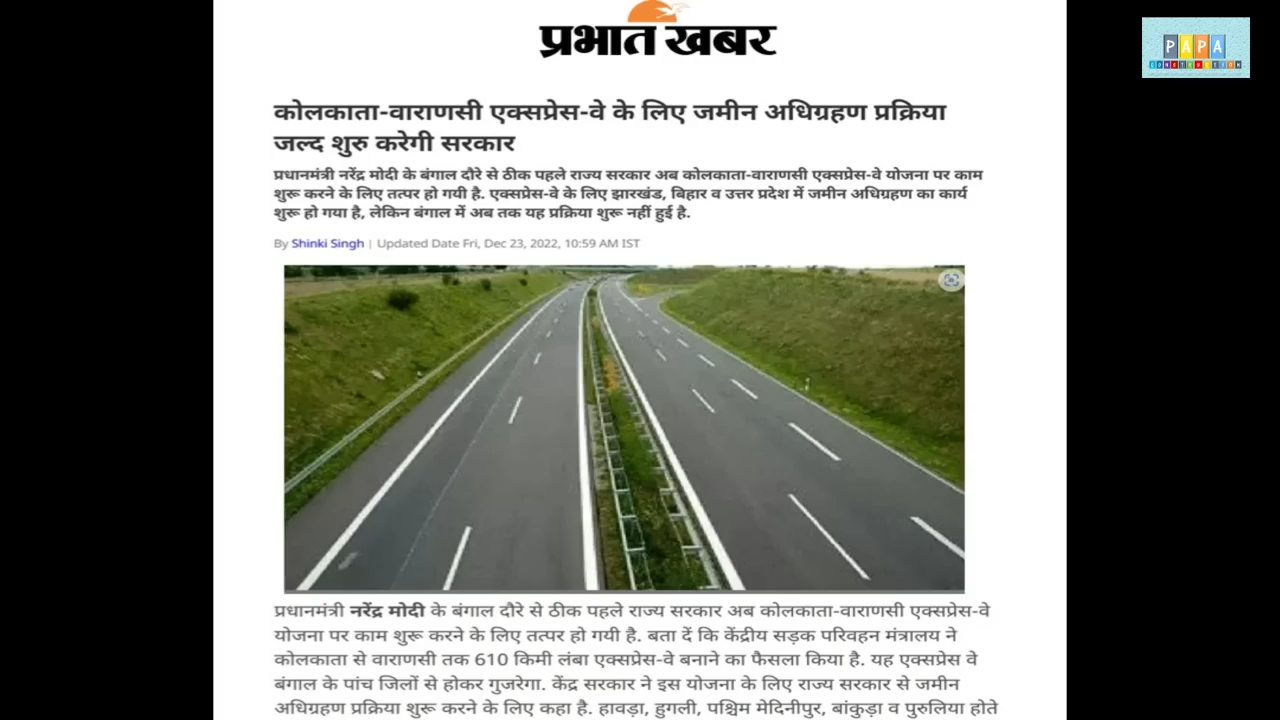 प्रभात खबर
PAPA
CONSTRUCTION
कोलकाता-वाराणसी एक्सप्रेस-वे के लिए जमीन अधिग्रहण प्रक्रिया
जल्द शुरु करेगी सरकार
प्रधानमंत्री नरेंद्र मोदी के बंगाल दौरे से ठीक पहले राज्य सरकार अब कोलकाता-वाराणसी एक्सप्रेस-वे योजना पर काम
शुरू करने के लिए तत्पर हो गयी है. एक्सप्रेस-वे के लिए झारखंड, बिहार व उत्तर प्रदेश में जमीन अधिग्रहण का कार्य
शुरू हो गया है, लेकिन बंगाल में अब तक यह प्रक्रिया शुरू नहीं हुई है.
By Shinki Singh | Updated Date Fri, Dec 23, 2022, 10:59 AM IST
प्रधानमंत्री नरेंद्र मोदी के बंगाल दौरे से ठीक पहले राज्य सरकार अब कोलकाता-वाराणसी एक्सप्रेस-वे
योजना पर काम शुरू करने के लिए तत्पर हो गयी है. बता दें कि केंद्रीय सड़क परिवहन मंत्रालय ने
कोलकाता से वाराणसी तक 610 किमी लंबा एक्सप्रेस-वे बनाने का फैसला किया है. यह एक्सप्रेस वे
बंगाल के पांच जिलों से होकर गुजरेगा. केंद्र सरकार ने इस योजना के लिए राज्य सरकार से जमीन
अधिग्रहण प्रक्रिया शुरू करने के लिए कहा है. हावड़ा, हुगली, पश्चिम मेदिनीपुर, बांकुड़ा व पुरुलिया होते